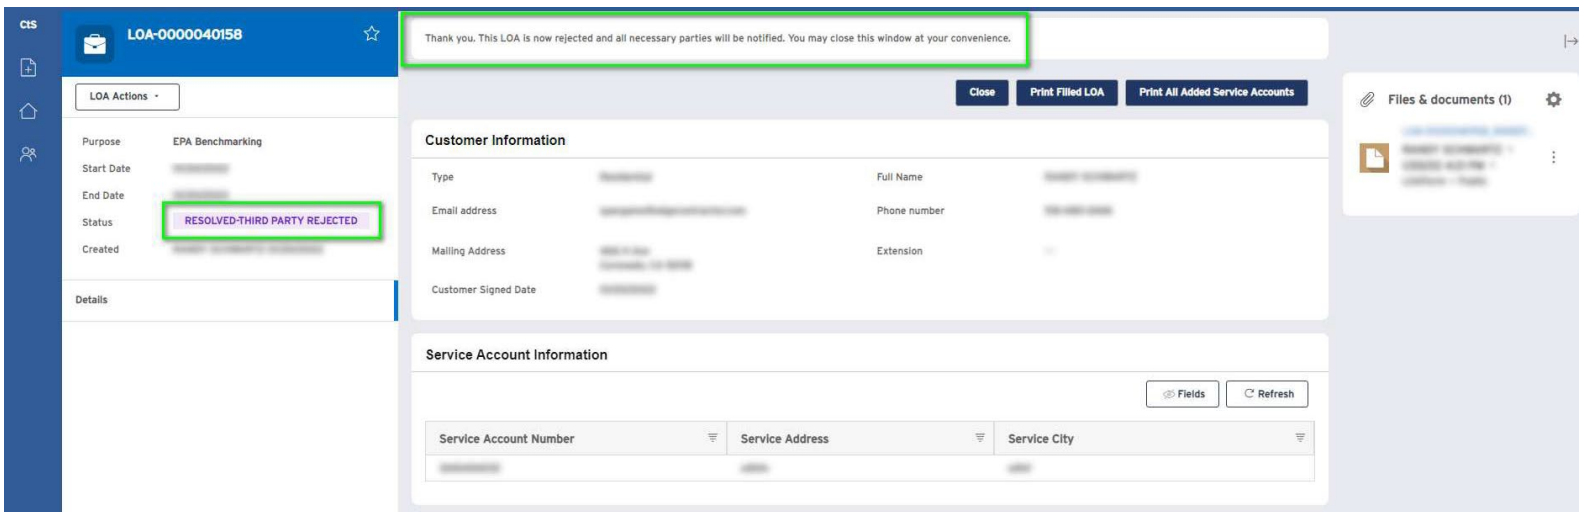 CtS
LOA-0000040158
LOA Actions
Purpose EPA Benchmarking
Start Date
End Date
Status RESOLVED-THIRD PARTY REJECTED
Created
Details
Thank you. This LOA is now rejected and all necessary parties will be notified. You may close this window at your convenience.
Close Print Filled LOA Print All Added Service Accounts
Customer Information
Type Full Name
Email address Phone number
Mailing Address Extension
Customer Signed Date
Service Account Information
Fields Refresh
Service Account Number Service Address Service City
Files & documents (1)